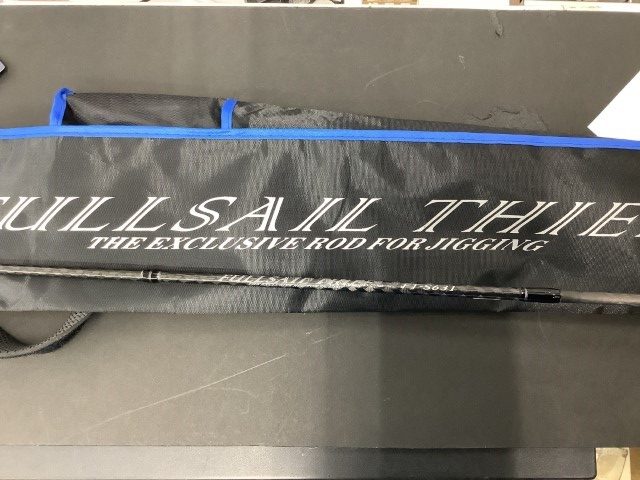 FULLSAIL THIEF
THE EXCLUSIVE ROD FOR JIGGING
FULLSAIL